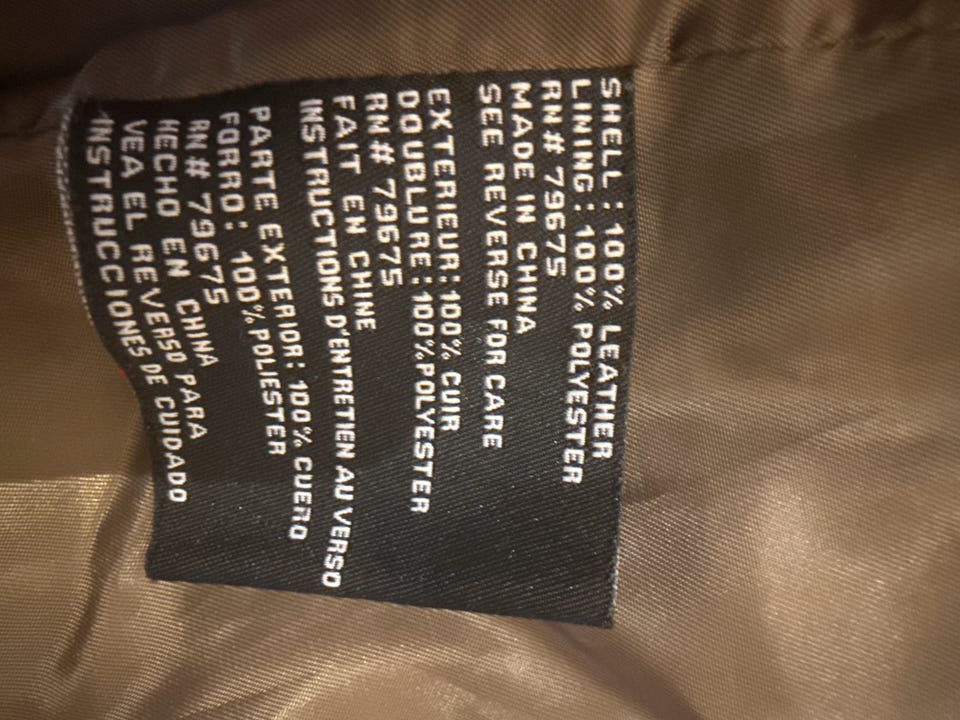 SHELL : 100% LEATHER
LINING : 100% POLYESTER
RN# 79675
MADE IN CHINA
SEE REVERSE FOR CARE
EXTERIEUR: 100% CUIR
DOUBLURE: 100% POLYESTER
RN# 79675
FAIT EN CHINE
INSTRUCTIONS D'ENTRETIEN AU VERSO
PARTE EXTERIOR: 100% CUERO
FORRO: 100% POLIESTER
RN# 79675
HECHO EN CHINA
VEA EL REVERSO PARA
INSTRUCCIONES DE CUIDADO